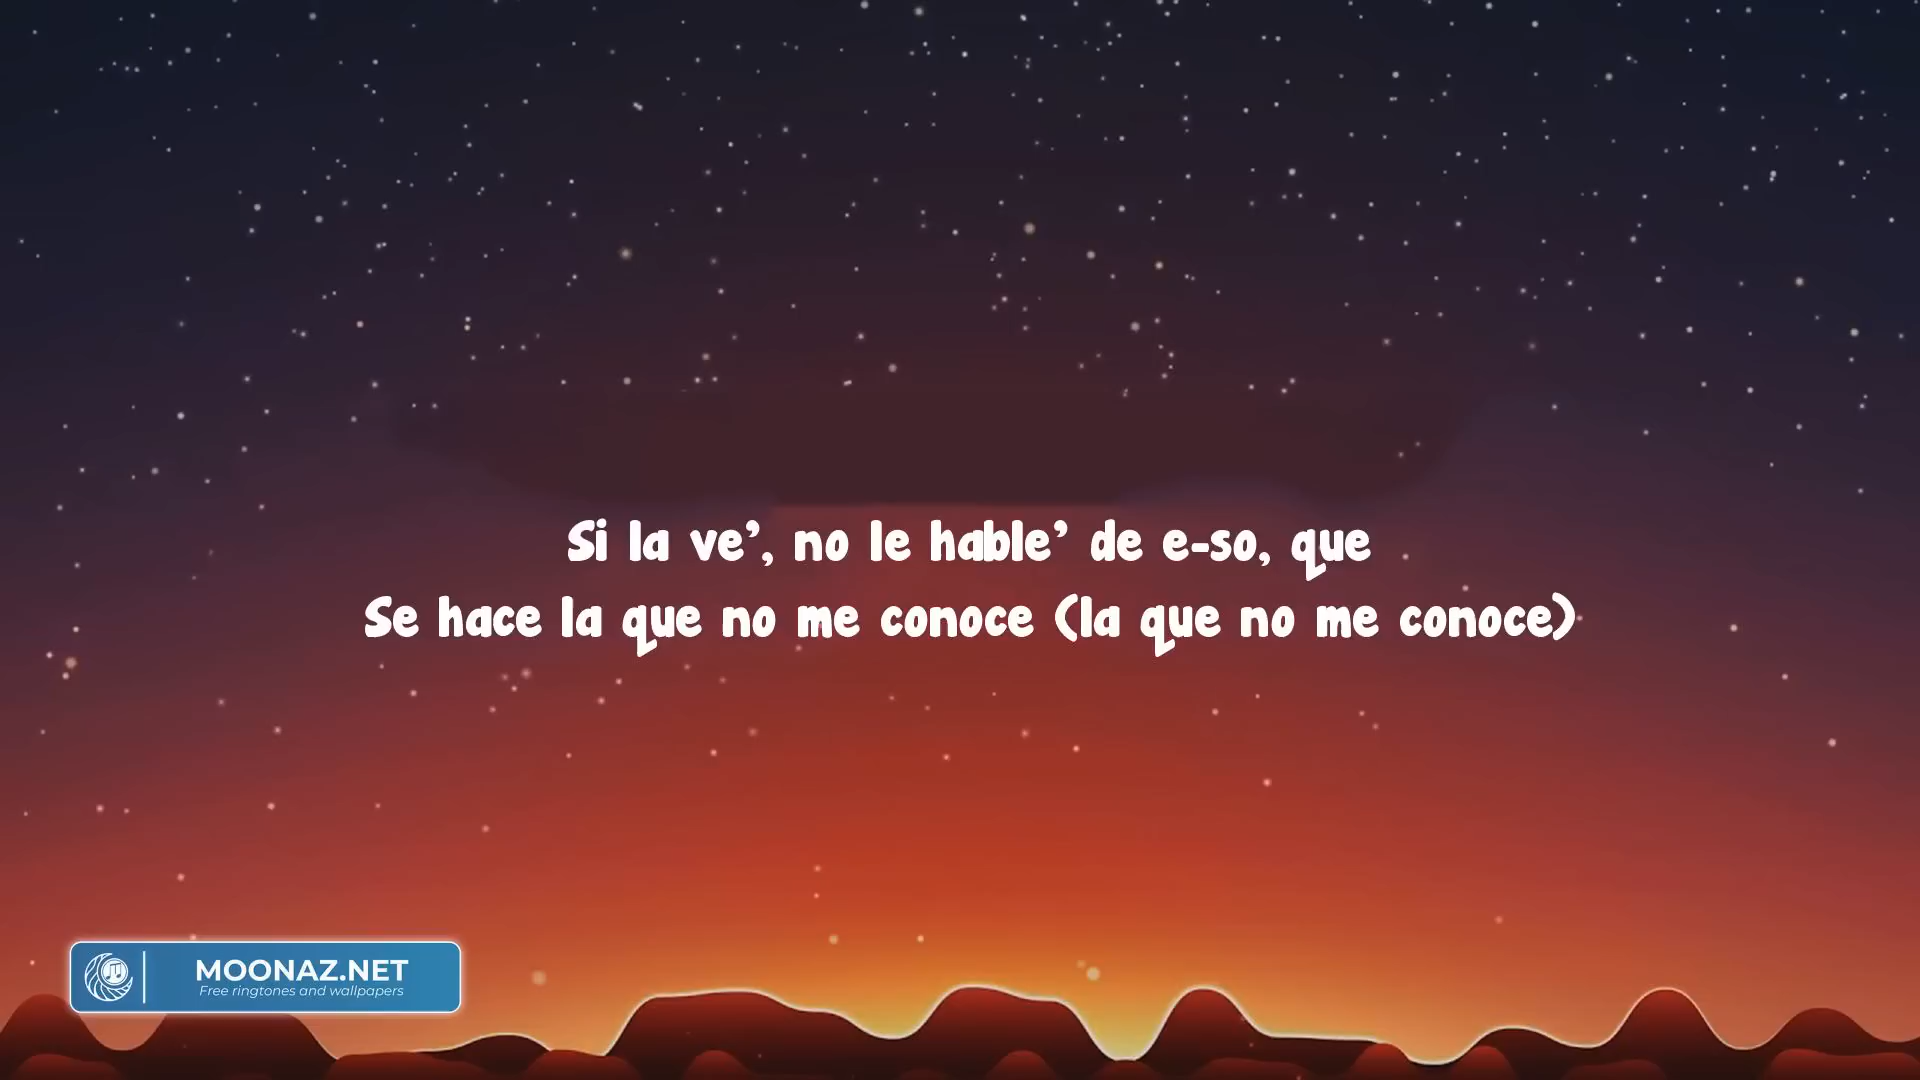 Si la ve’, no le hable’ de e-so, que
Se hace la que no me conoce (la que no me conoce)
MOONAZ.NET
Free ringtones and wallpapers